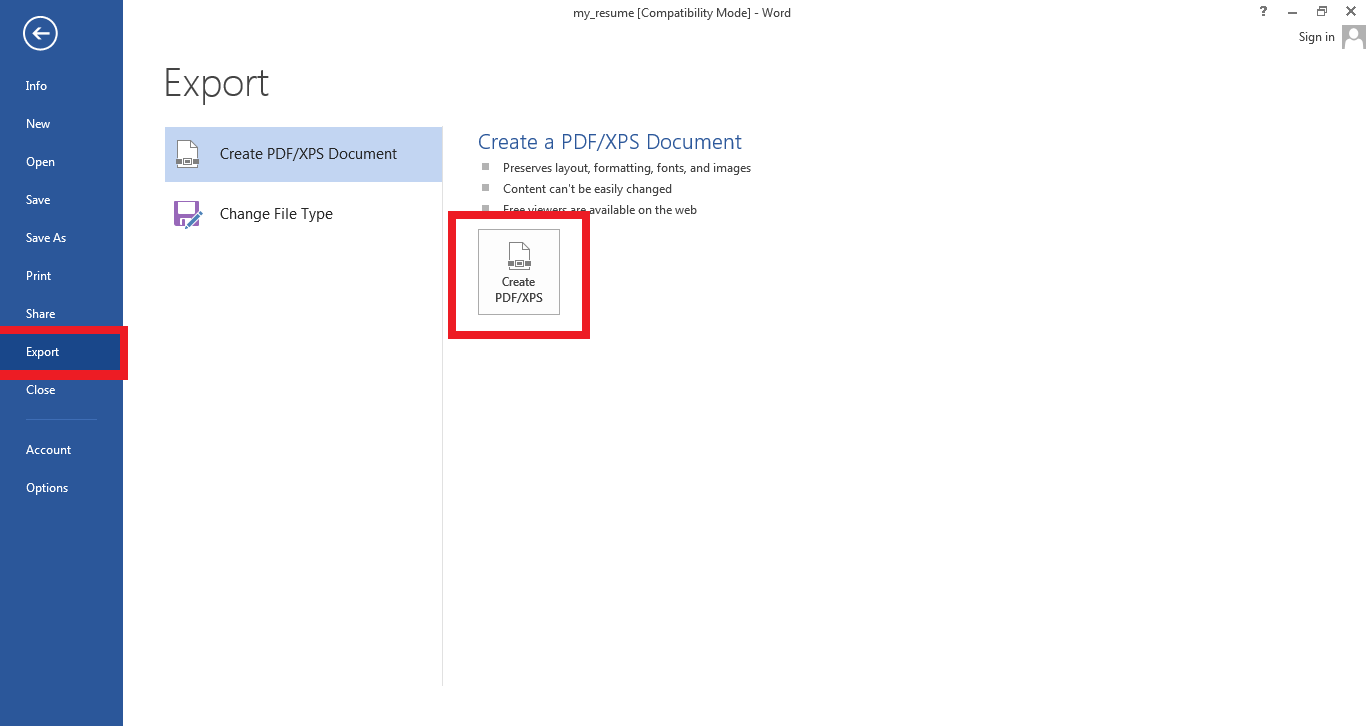 my_resume [Compatibility Mode] - Word
?
Sign in
Info
New
Open
Save
Save As
Print
Share
Export
Close
Account
Options
Export
Create PDF/XPS Document
Change File Type
Create a PDF/XPS Document
Preserves layout, formatting, fonts, and images
Content can't be easily changed
Free viewers are available on the web
Create
PDF/XPS